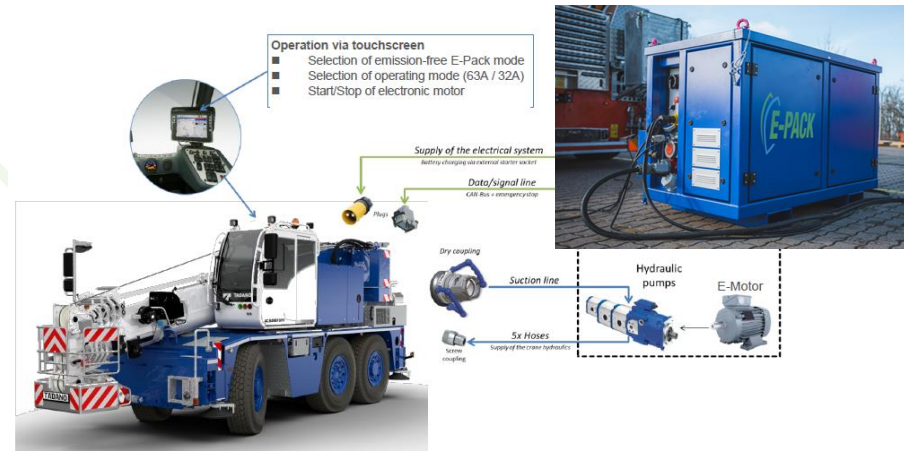 Operation via touchscreen
■ Selection of emission-free E-Pack mode
■ Selection of operating mode (63A / 32A)
■ Start/Stop of electronic motor
E-PACK
Supply of the electrical system
Battery charging via external starter socket
Data/signal line
CAN-Bus + emergency stop
Plugs
Dry coupling
Suction line
Hydraulic
pumps
E-Motor
5x Hoses
Supply of the crane hydraulics
Screw
coupling
TADANO
TADANO